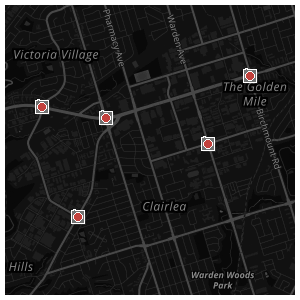 Pharmacy Ave
Warden Ave
Victoria Village
The Golden
Mile
Birchmount Rd
Clairlea
Hills
Warden Woods
Park